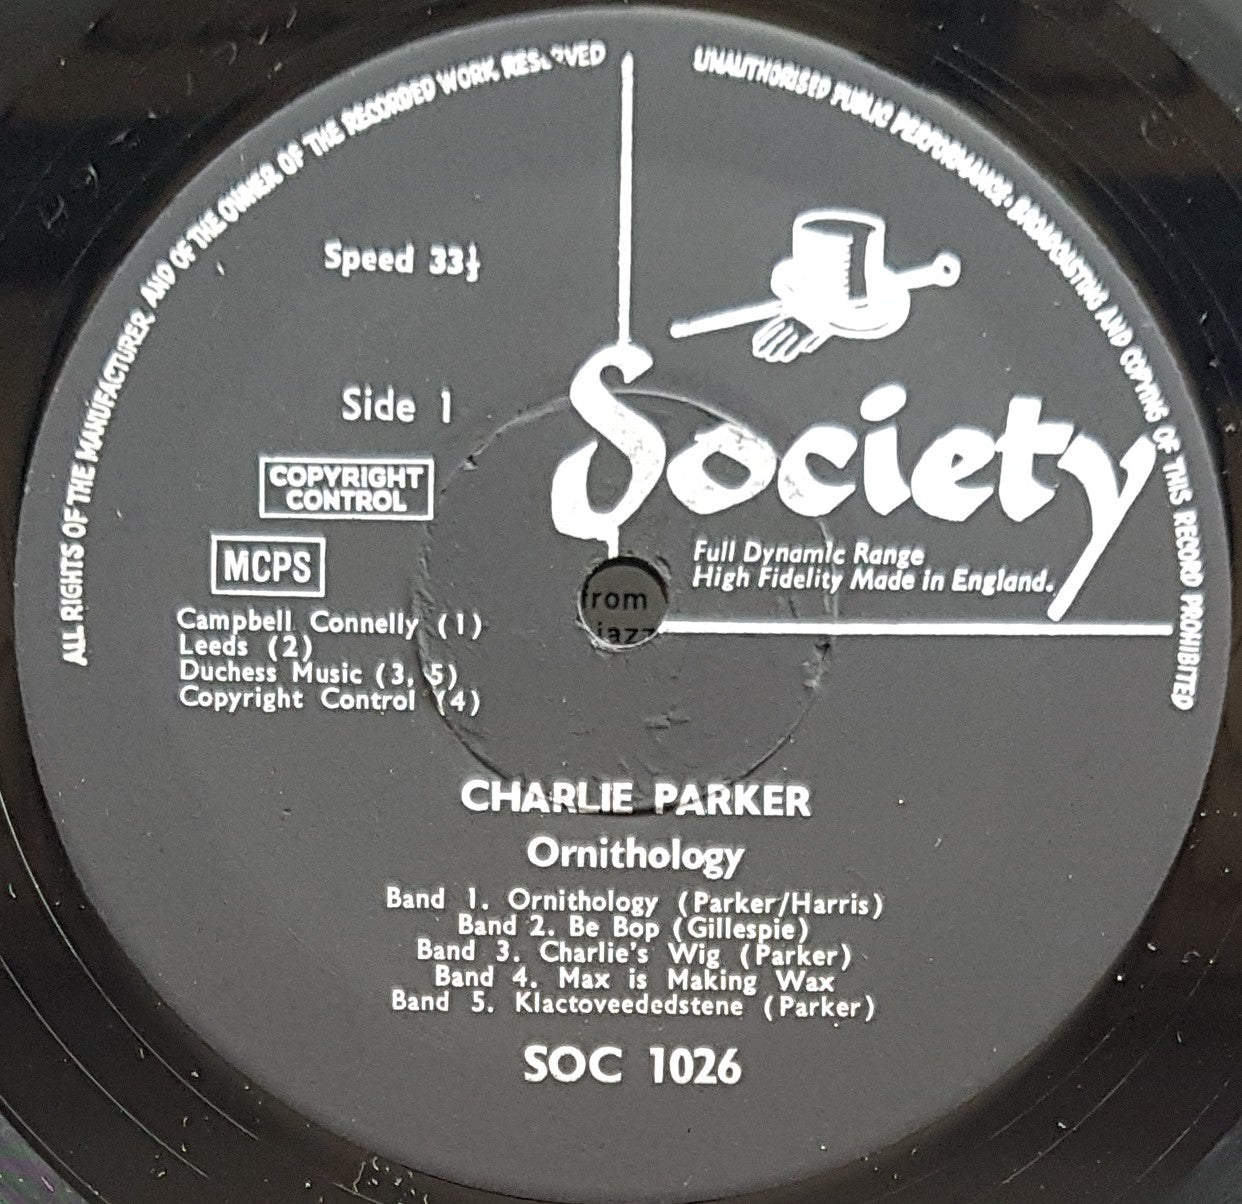 ALL RIGHTS OF THE MANUFACTURER AND OF THE OWNER OF THE RECORDED WORK RESERVED
UNAUTHORISED PUBLIC PERFORMANCE · BROADCASTING AND COPYING OF THIS RECORD PROHIBITED
Speed 33⅓
Side 1
Society
COPYRIGHT
CONTROL
Full Dynamic Range
High Fidelity Made in England.
MCPS
from
jazz
Campbell Connelly (1)
Leeds (2)
Duchess Music (3, 5)
Copyright Control (4)
CHARLIE PARKER
Ornithology
Band 1. Ornithology (Parker/Harris)
Band 2. Be Bop (Gillespie)
Band 3. Charlie's Wig (Parker)
Band 4. Max is Making Wax
Band 5. Klactoveededstene (Parker)
SOC 1026